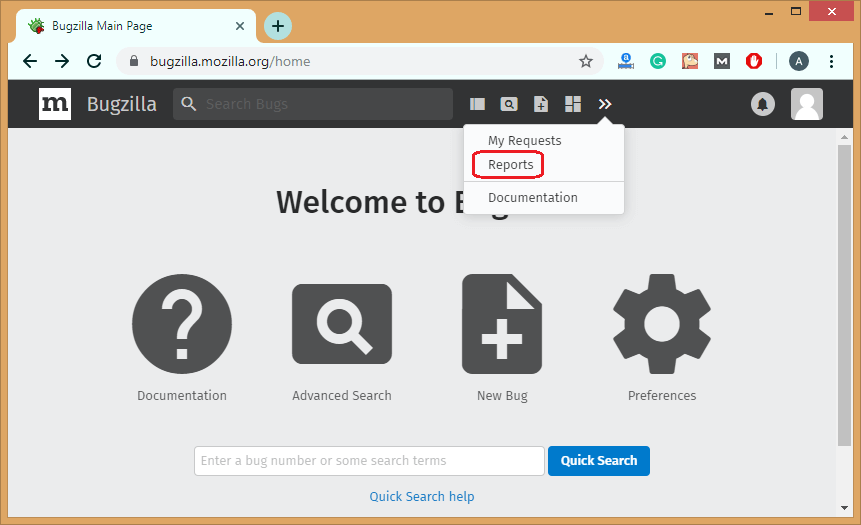 Bugzilla Main Page
bugzilla.mozilla.org/home
A
m Bugzilla
Search Bugs
My Requests
Reports
Documentation
Welcome to B
Documentation
Advanced Search
New Bug
Preferences
Enter a bug number or some search terms
Quick Search
Quick Search help